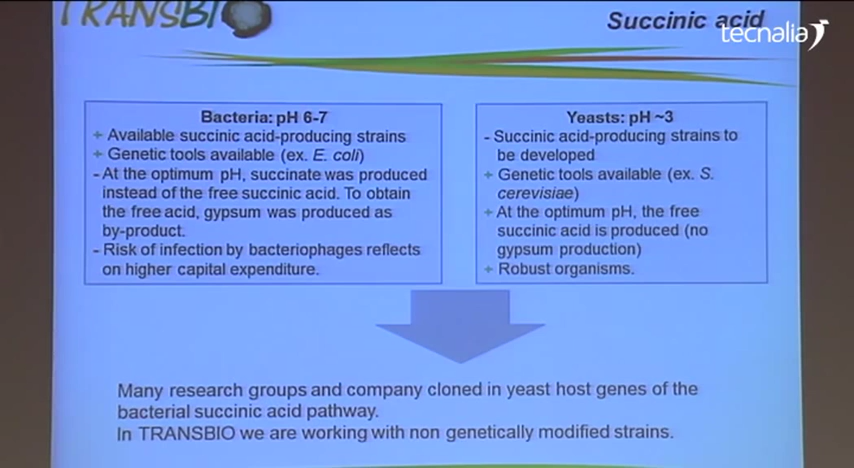 TRANSBIO
Succinic acid
tecnalia
Bacteria: pH 6-7
+ Available succinic acid-producing strains
+ Genetic tools available (ex. E. coli)
- At the optimum pH, succinate was produced
instead of the free succinic acid. To obtain
the free acid, gypsum was produced as
by-product.
- Risk of infection by bacteriophages reflects
on higher capital expenditure.
Yeasts: pH ~3
- Succinic acid-producing strains to
be developed
+ Genetic tools available (ex. S.
cerevisiae)
+ At the optimum pH, the free
succinic acid is produced (no
gypsum production)
+ Robust organisms.
Many research groups and company cloned in yeast host genes of the
bacterial succinic acid pathway.
In TRANSBIO we are working with non genetically modified strains.